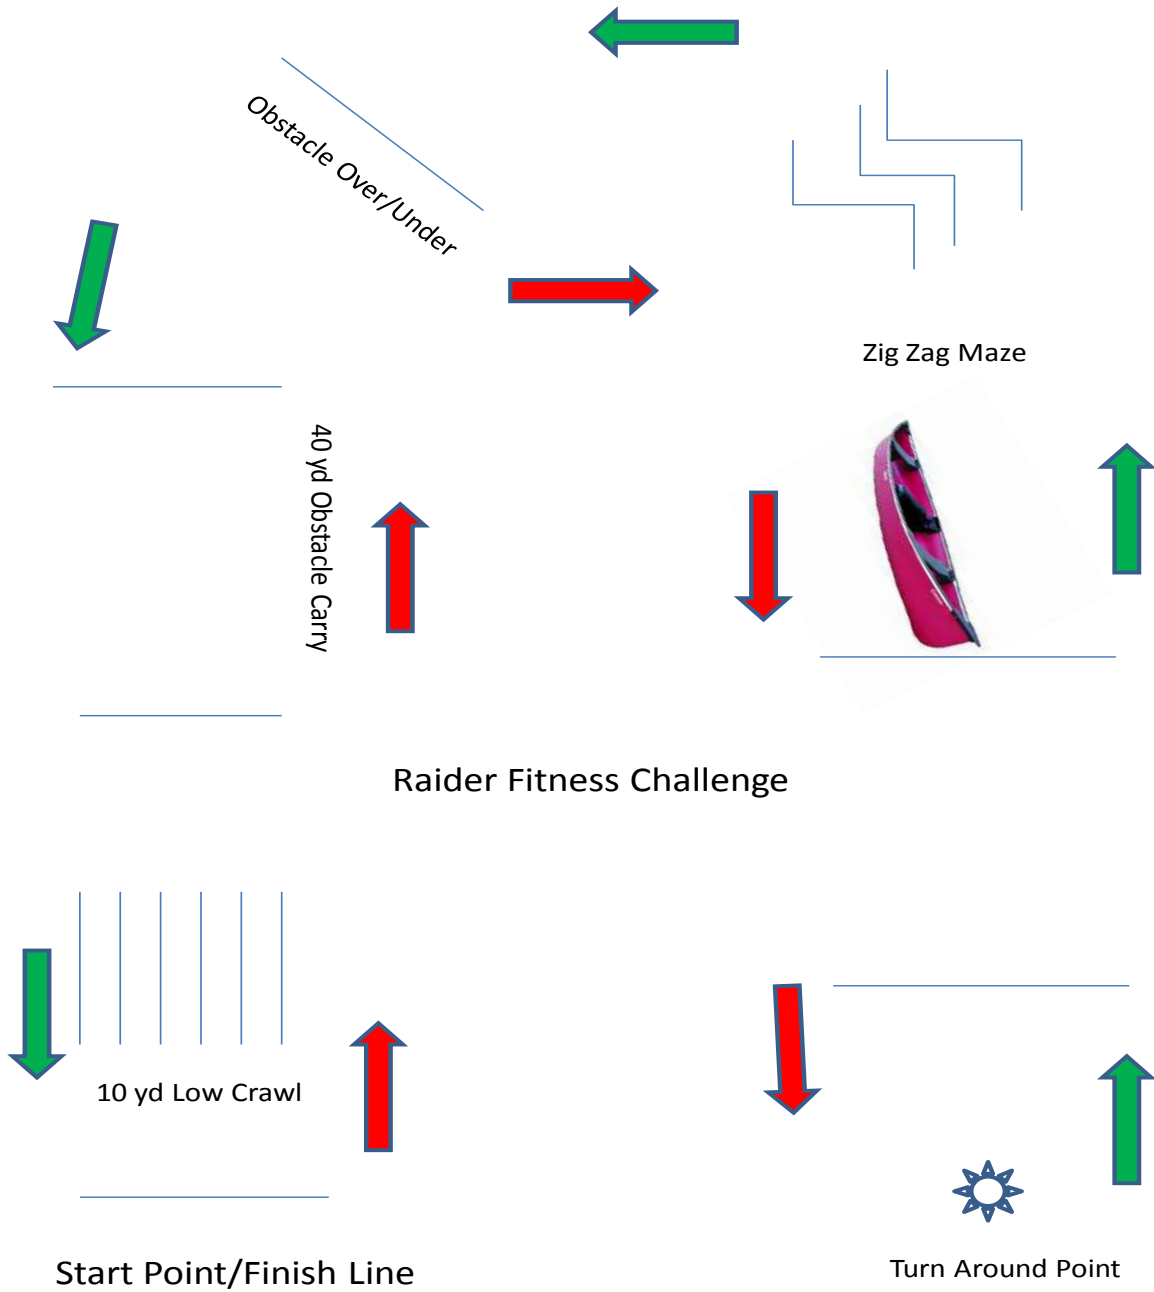 Obstacle Over/Under
Zig Zag Maze
40 yd Obstacle Carry
Raider Fitness Challenge
10 yd Low Crawl
Start Point/Finish Line
Turn Around Point